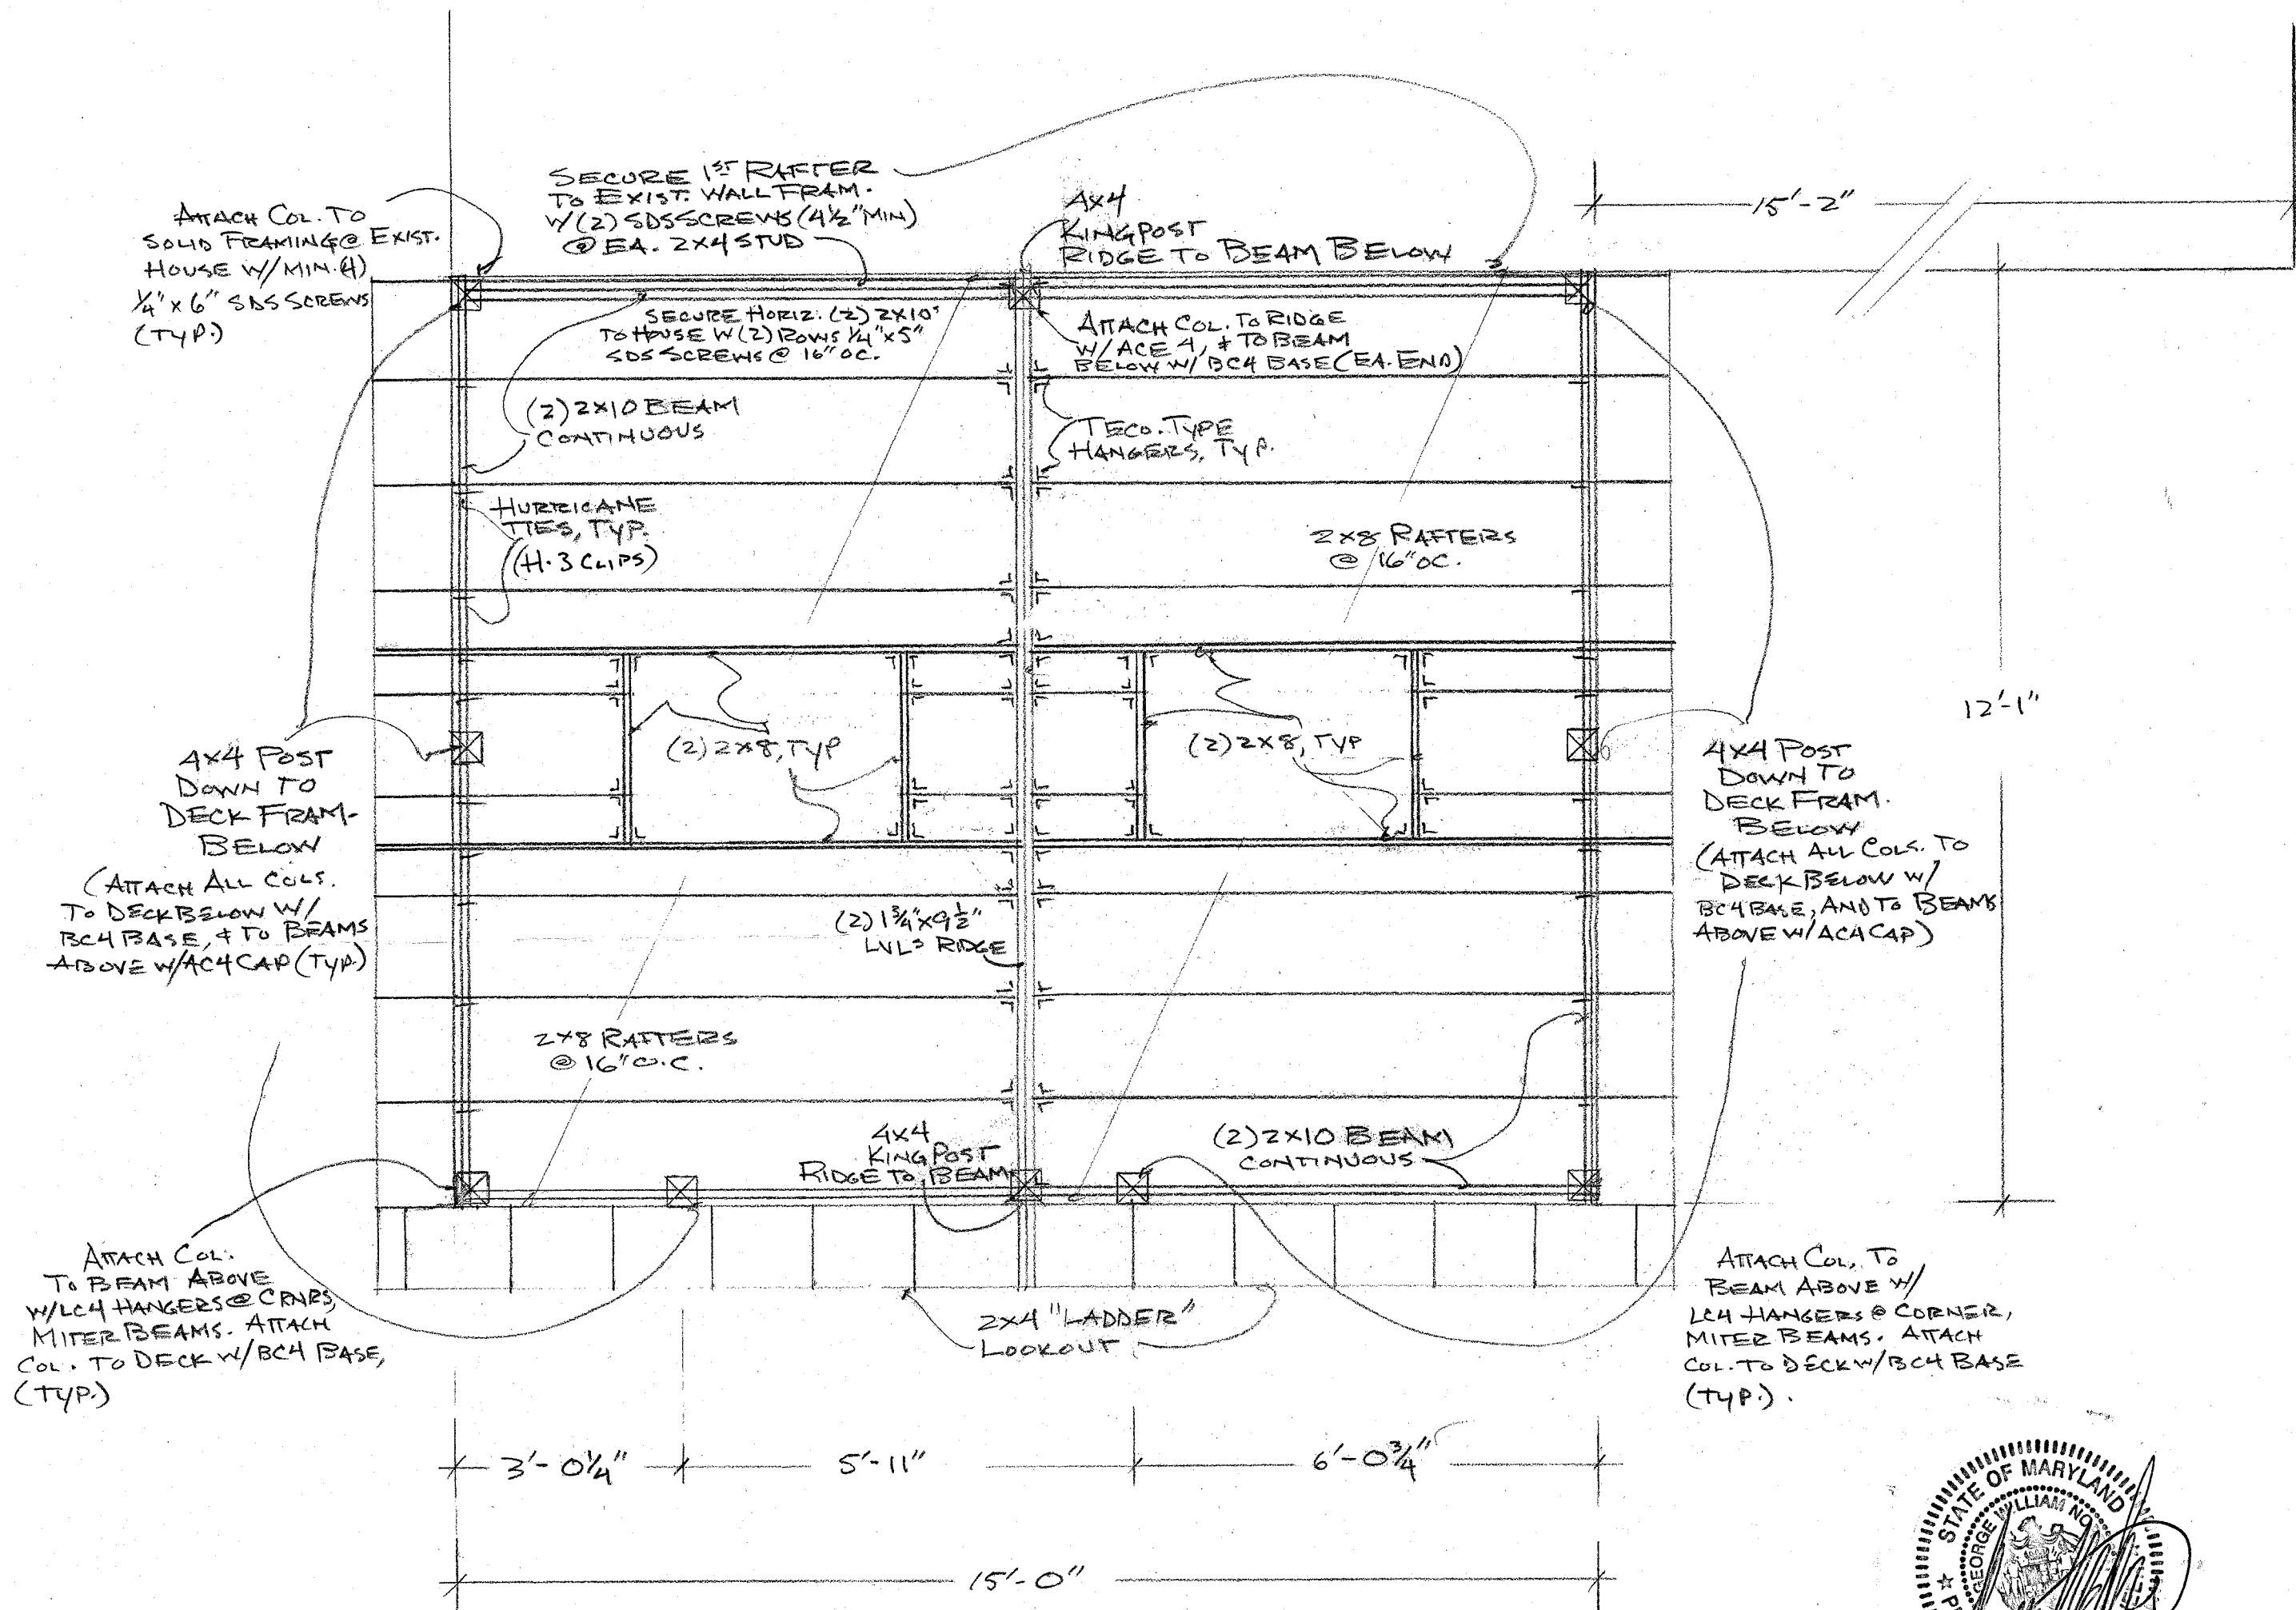 SECURE 1ST RAFTER
TO EXIST. WALL FRAM.
W/(2) SDS SCREWS (4½" MIN)
@ EA. 2X4 STUD
ATTACH COL. TO
SOLID FRAMING @ EXIST.
HOUSE W/ MIN. (4)
¼" x 6" SDS SCREWS
(TYP.)
4X4
KINGPOST
RIDGE TO BEAM BELOW
15'-2"
SECURE HORIZ. (2) 2X10s
TO HOUSE W/(2) ROWS ¼"x5"
SDS SCREWS @ 16" OC.
ATTACH COL. TO RIDGE
W/ ACE 4, & TO BEAM
BELOW W/ BC4 BASE (EA. END)
(2) 2X10 BEAM
CONTINUOUS
TECO. TYPE
HANGERS, TYP.
HURRICANE
TIES, TYP.
(H.3 CLIPS)
2X8 RAFTERS
@ 16" OC.
12'-1"
4X4 POST
DOWN TO
DECK FRAM-
BELOW
(ATTACH ALL COLS.
TO DECK BELOW W/
BC4 BASE, & TO BEAMS
ABOVE W/AC4 CAP (TYP.)
(2) 2X8, TYP
(2) 2X8, TYP
4X4 POST
DOWN TO
DECK FRAM.
BELOW
(ATTACH ALL COLS. TO
DECK BELOW W/
BC4 BASE, AND TO BEAMS
ABOVE W/ AC4 CAP)
(2) 1¾"x9½"
LVLS RIDGE
2X8 RAFTERS
@ 16" O.C.
4X4
KINGPOST
RIDGE TO BEAM
(2) 2X10 BEAM
CONTINUOUS
ATTACH COL.
TO BEAM ABOVE
W/LC4 HANGERS @ CRNRS,
MITER BEAMS. ATTACH
COL. TO DECK W/BC4 BASE,
(TYP.)
2X4 "LADDER"
LOOKOUT
ATTACH COL. TO
BEAM ABOVE W/
LC4 HANGERS @ CORNER,
MITER BEAMS. ATTACH
COL. TO DECK W/BC4 BASE
(TYP.).
3'-0¼"
5'-11"
6'-0¾"
15'-0"
STATE OF MARYLAND
GEORGE WILLIAM